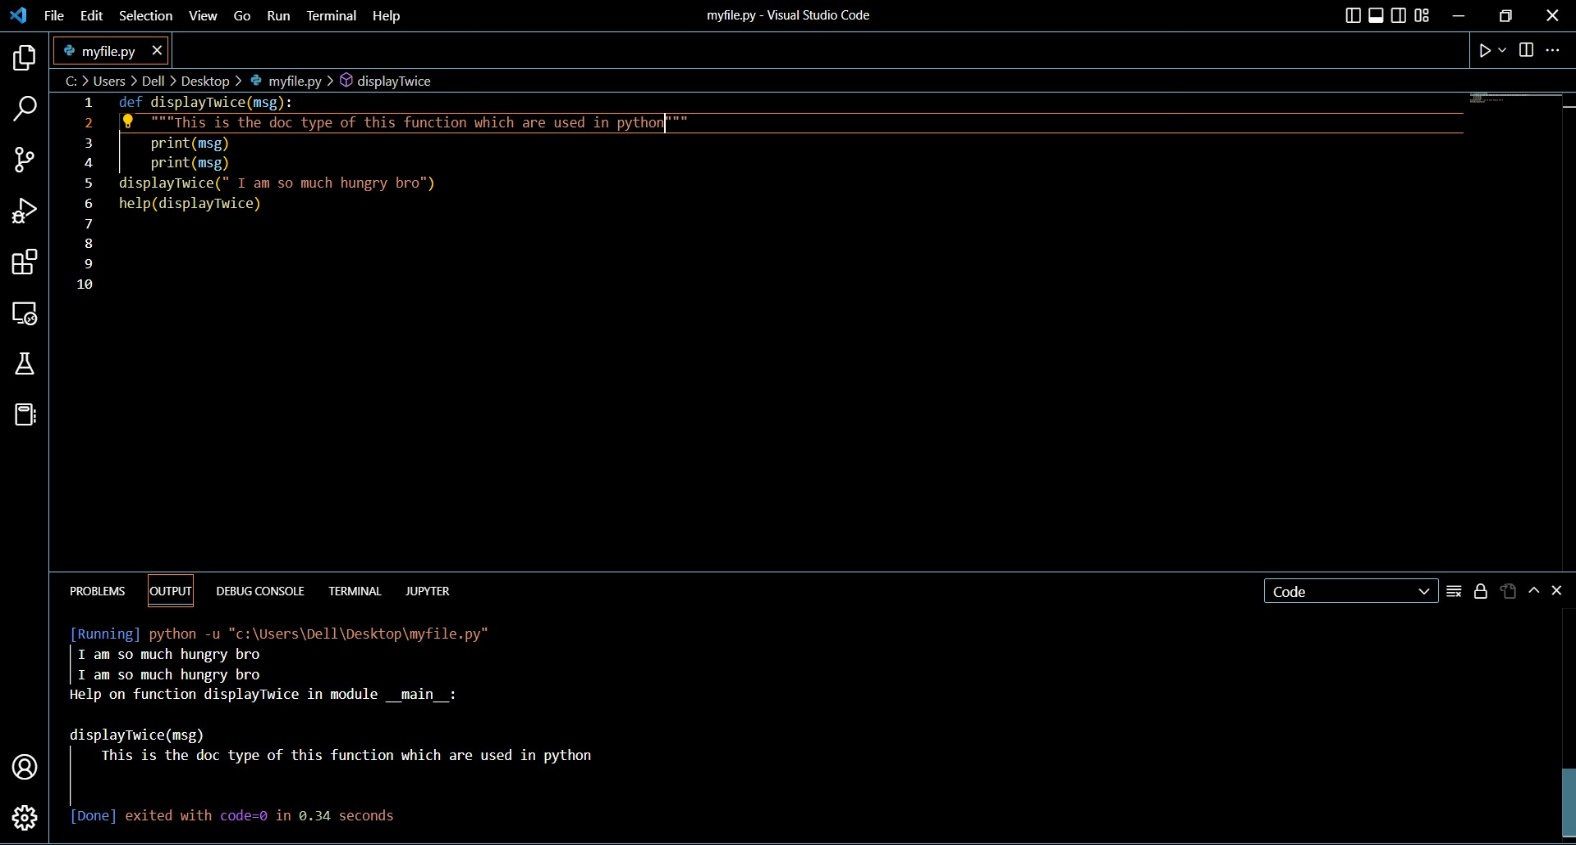 File Edit Selection View Go Run Terminal Help myfile.py - Visual Studio Code
myfile.py
C: > Users > Dell > Desktop > myfile.py > displayTwice
1 def displayTwice(msg):
2 """This is the doc type of this function which are used in python"""
3 print(msg)
4 print(msg)
5 displayTwice(" I am so much hungry bro")
6 help(displayTwice)
7
8
9
10
PROBLEMS OUTPUT DEBUG CONSOLE TERMINAL JUPYTER Code
[Running] python -u "c:\Users\Dell\Desktop\myfile.py"
I am so much hungry bro
I am so much hungry bro
Help on function displayTwice in module __main__:
displayTwice(msg)
This is the doc type of this function which are used in python
[Done] exited with code=0 in 0.34 seconds